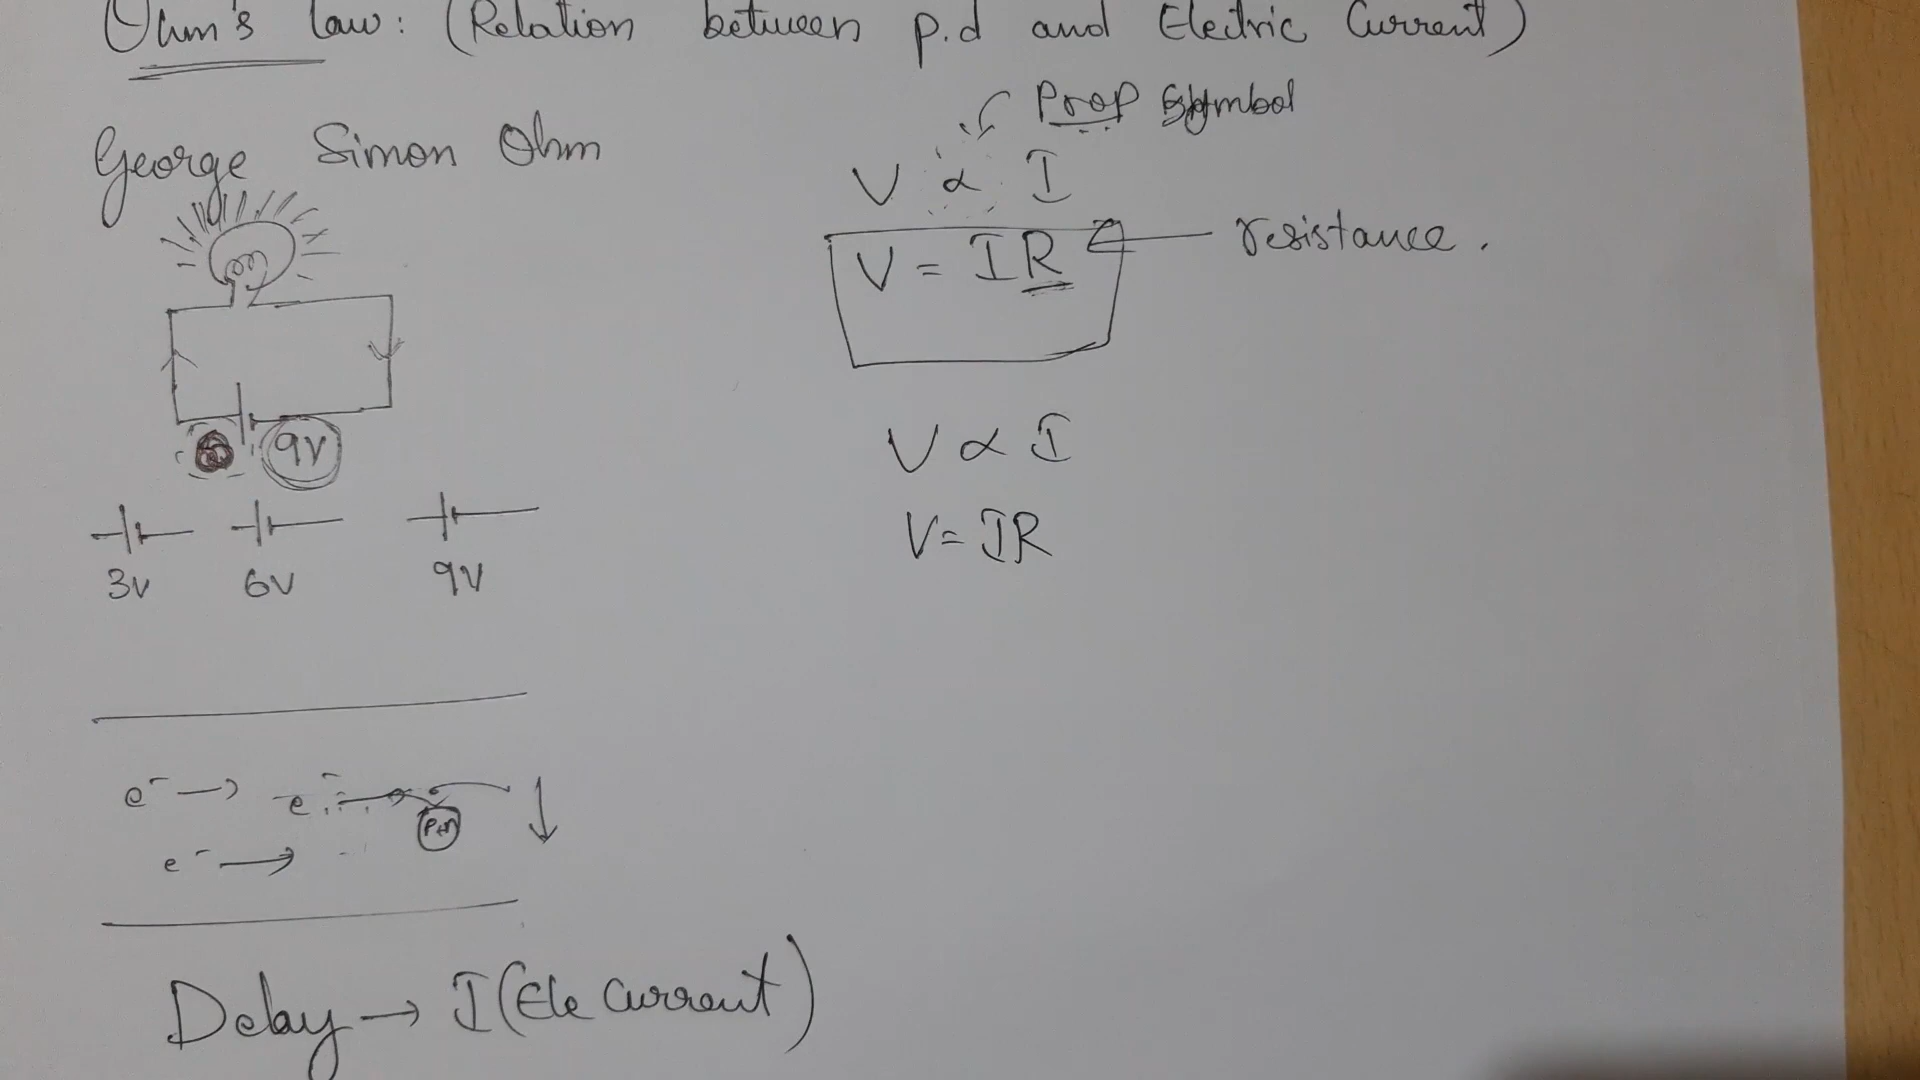 Ohm's law: (Relation between p.d and Electric Current)
George Simon Ohm
Prop symbol
V ∝ I
V = IR
resistance.
9V
V ∝ I
V = IR
3V 6V 9V
e⁻ → e⁻
P+n
e⁻ →
Delay → I (Ele current)